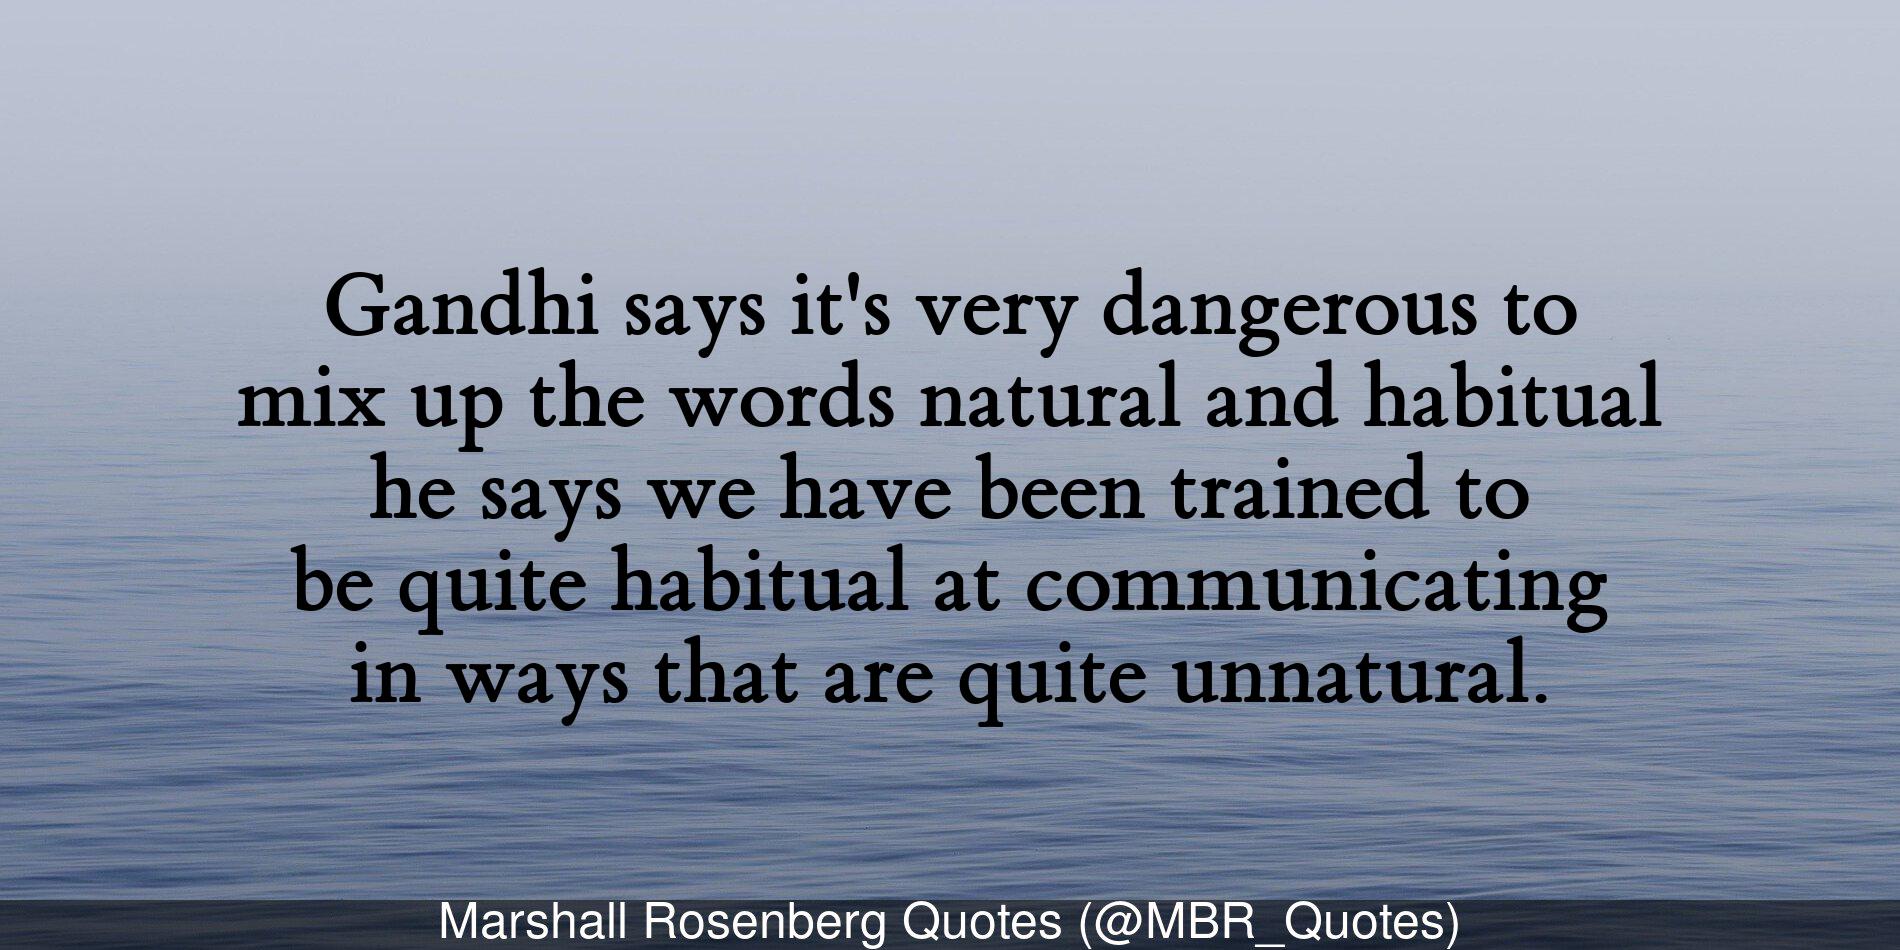 Gandhi says it's very dangerous to
mix up the words natural and habitual
he says we have been trained to
be quite habitual at communicating
in ways that are quite unnatural.
Marshall Rosenberg Quotes (@MBR_Quotes)